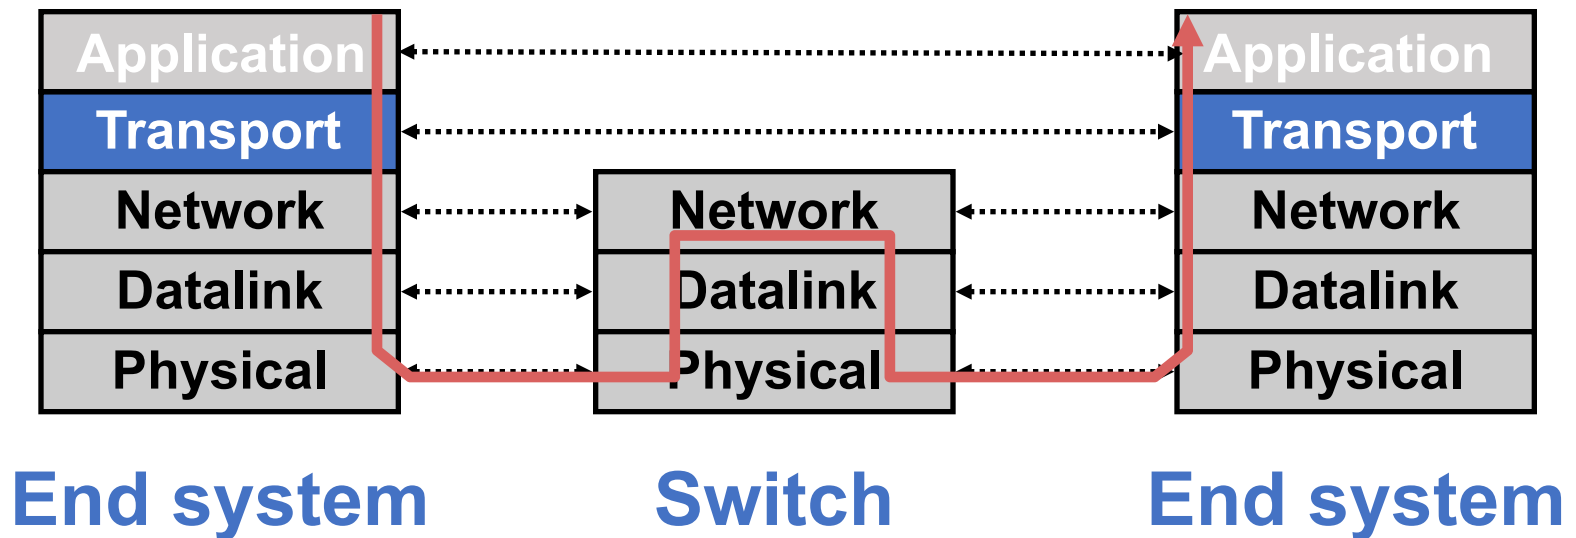 Application
Transport
Network
Datalink
Physical
End system
Network
Datalink
Physical
Switch
Application
Transport
Network
Datalink
Physical
End system